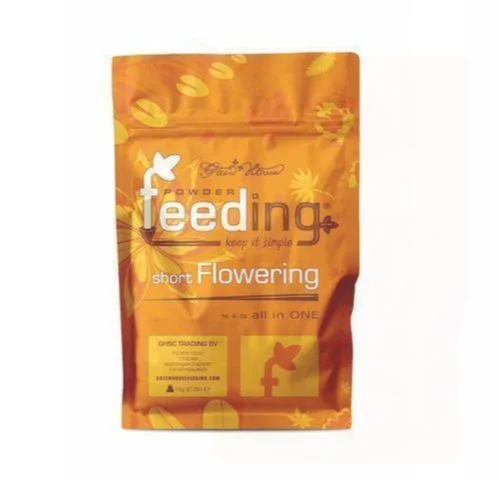 Green House
POWDER
feeding®
keep it simple
short Flowering
all in ONE
GHSC TRADING BV
GREENHOUSEFEEDING.COM